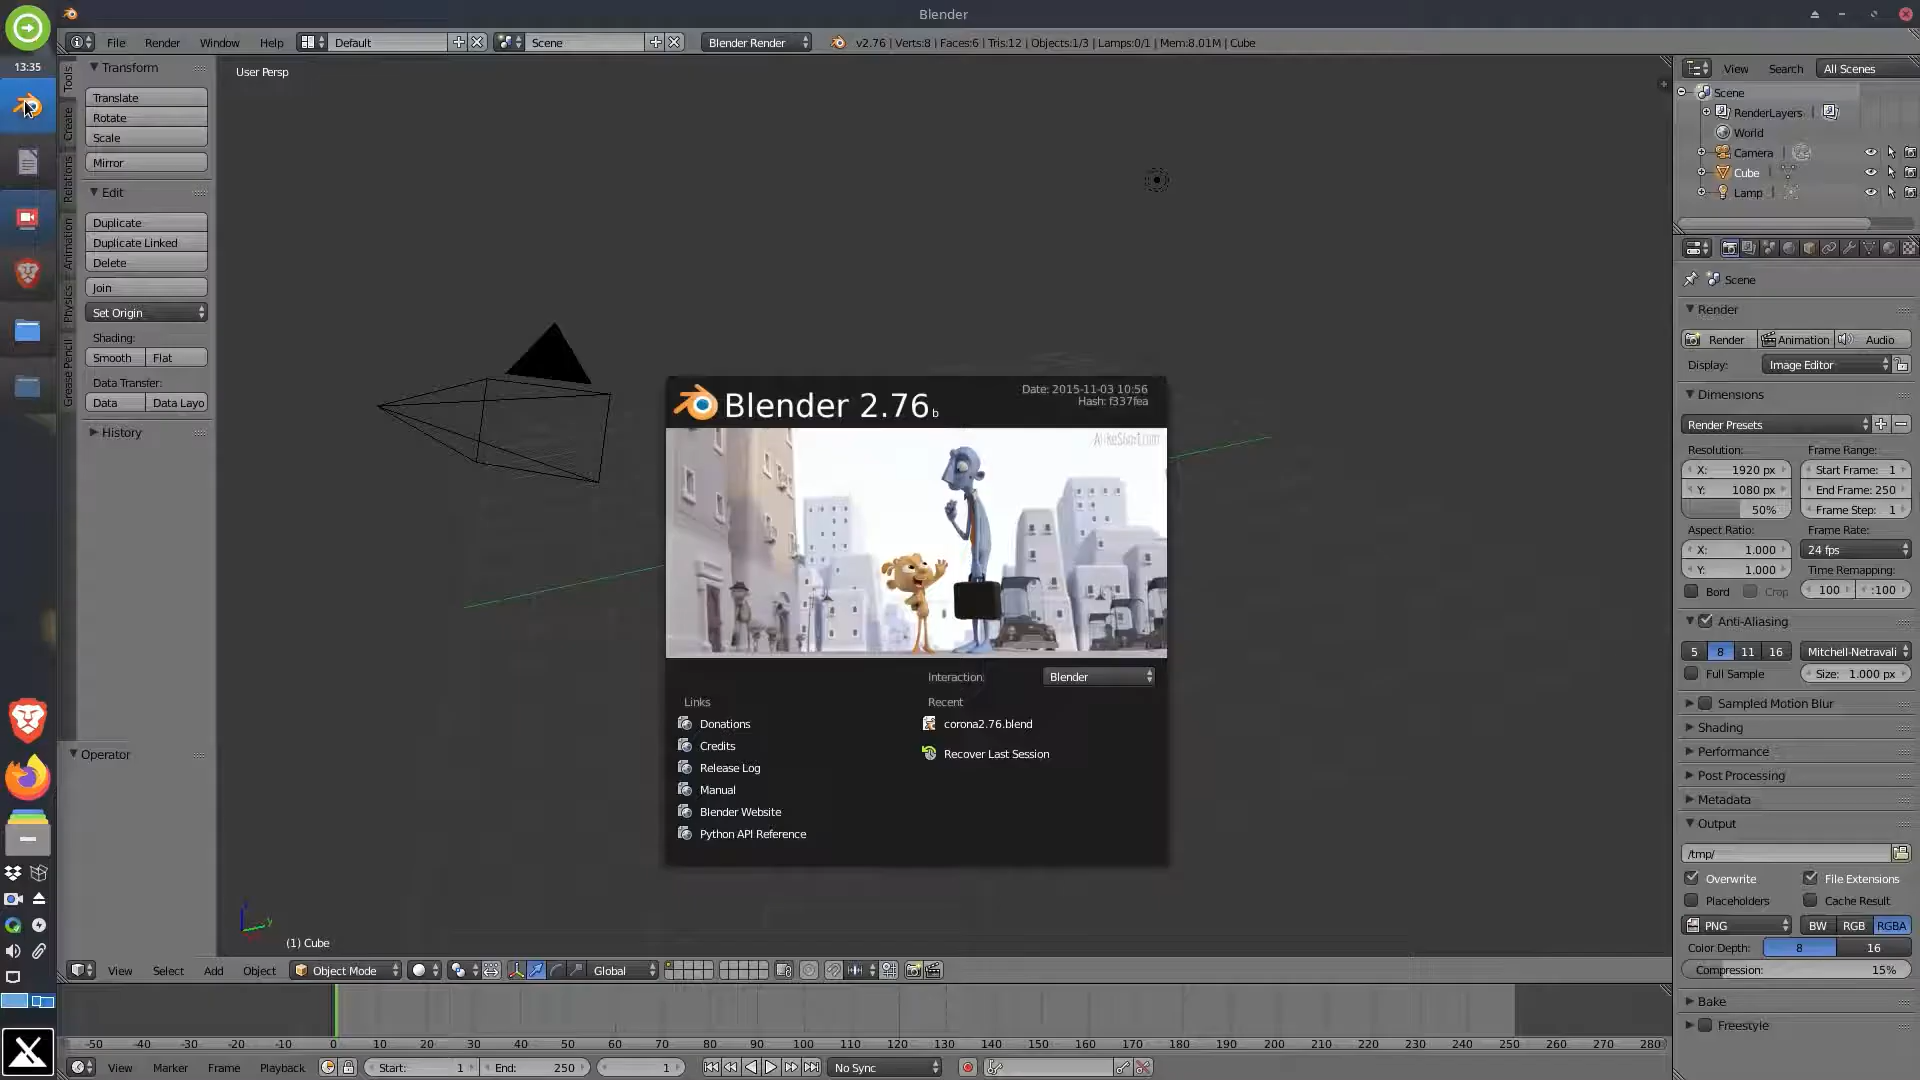 Blender
File Render Window Help Default Scene Blender Render v2.76 | Verts:8 | Faces:6 | Tris:12 | Objects:1/3 | Lamps:0/1 | Mem:8.01M | Cube
13:35
User Persp
Tools
Create
Relations
Animation
Physics
Grease Pencil
Transform
Translate
Rotate
Scale
Mirror
Edit
Duplicate
Duplicate Linked
Delete
Join
Set Origin
Shading:
Smooth Flat
Data Transfer:
Data Data Layo
History
Operator
Blender 2.76 b
Date: 2015-11-03 10:56
Hash: f337fea
Interaction: Blender
Links
Donations
Credits
Release Log
Manual
Blender Website
Python API Reference
Recent
corona2.76.blend
Recover Last Session
(1) Cube
View Select Add Object Object Mode Global
-50 -40 -30 -20 -10 0 10 20 30 40 50 60 70 80 90 100 110 120 130 140 150 160 170 180 190 200 210 220 230 240 250 260 270 280
View Marker Frame Playback Start: 1 End: 250 1 No Sync
View Search All Scenes
Scene
RenderLayers
World
Camera
Cube
Lamp
Scene
Render
Render Animation Audio
Display: Image Editor
Dimensions
Render Presets
Resolution: Frame Range:
X: 1920 px Start Frame: 1
Y: 1080 px End Frame: 250
50% Frame Step: 1
Aspect Ratio: Frame Rate:
X: 1.000 24 fps
Y: 1.000 Time Remapping:
Bord Crop 100 :100
Anti-Aliasing
5 8 11 16 Mitchell-Netravali
Full Sample Size: 1.000 px
Sampled Motion Blur
Shading
Performance
Post Processing
Metadata
Output
/tmp/
Overwrite File Extensions
Placeholders Cache Result
PNG BW RGB RGBA
Color Depth: 8 16
Compression: 15%
Bake
Freestyle